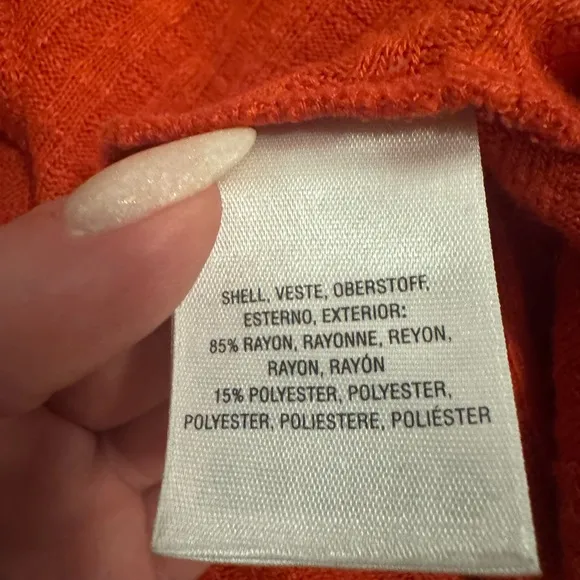 SHELL, VESTE, OBERSTOFF,
ESTERNO, EXTERIOR:
85% RAYON, RAYONNE, REYON,
RAYON, RAYÓN
15% POLYESTER, POLYESTER,
POLYESTER, POLIESTERE, POLIÉSTER